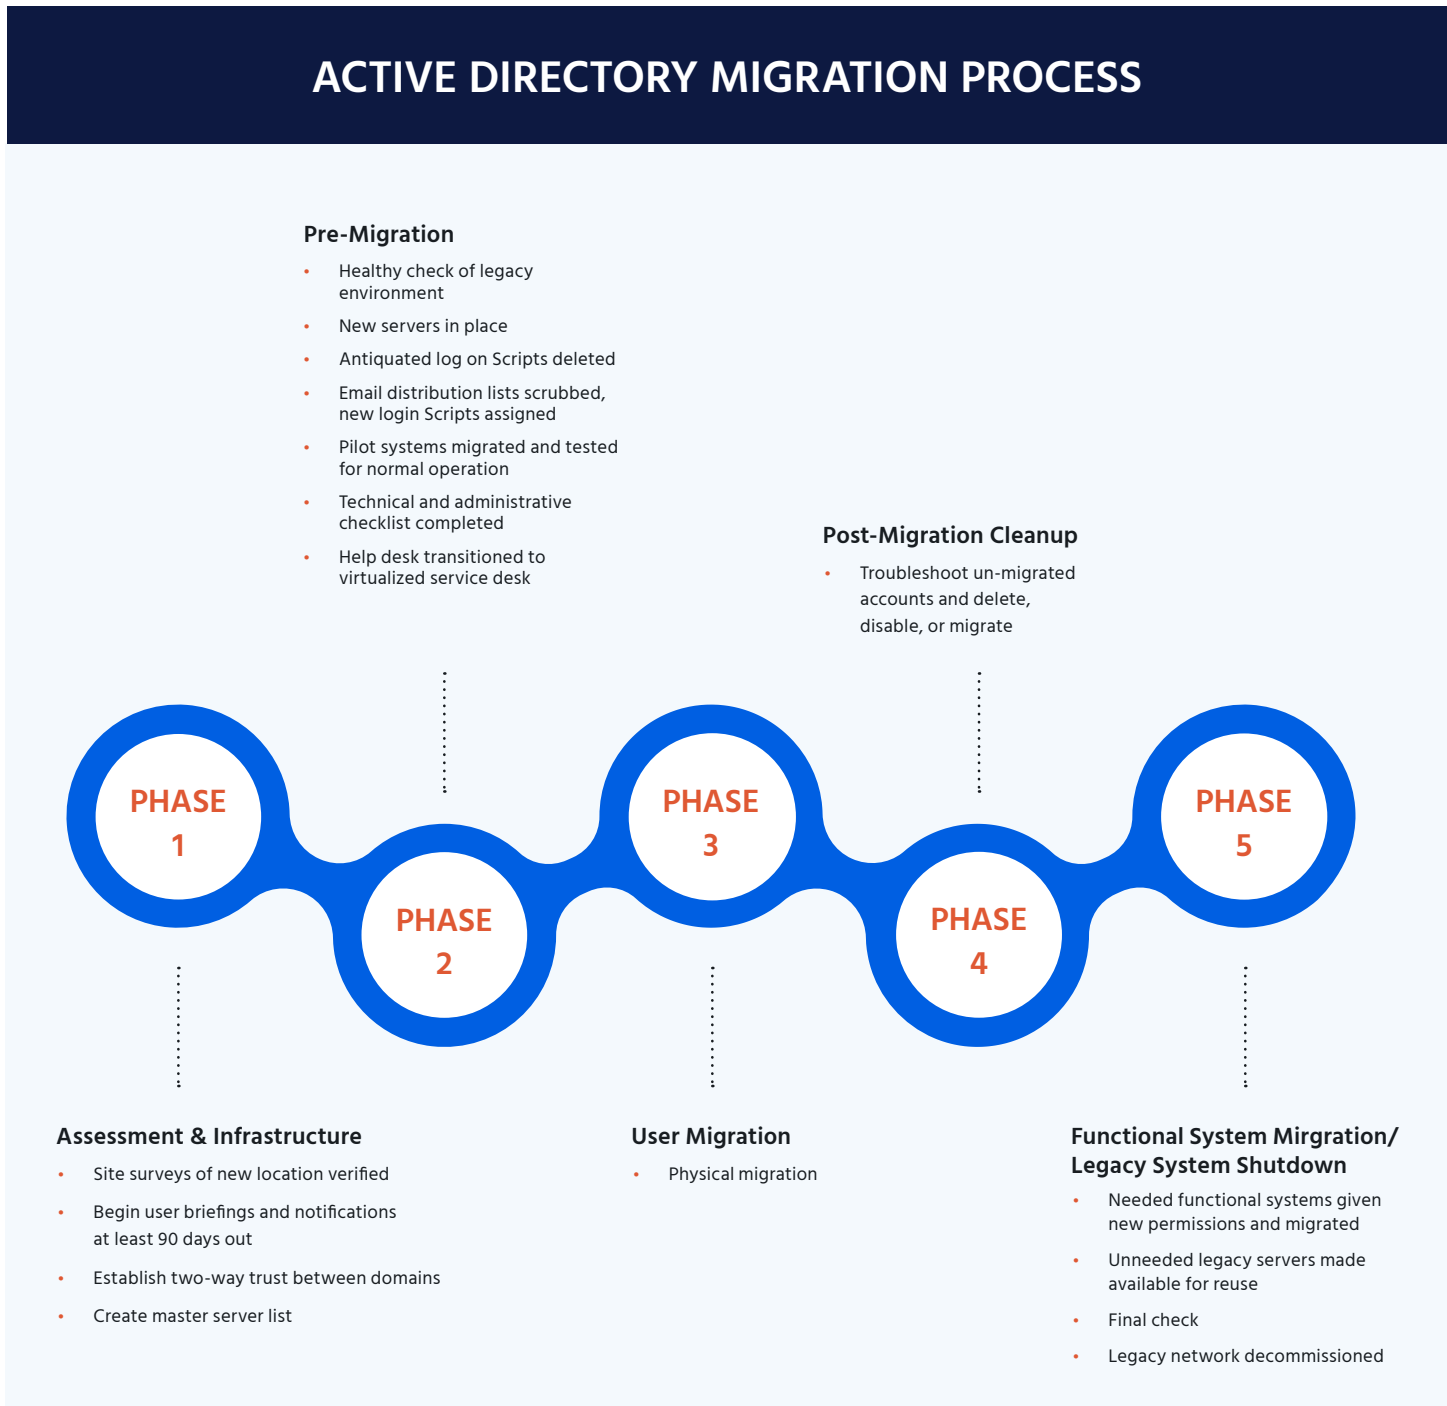 ACTIVE DIRECTORY MIGRATION PROCESS
Pre-Migration
• Healthy check of legacy
environment
• New servers in place
• Antiquated log on Scripts deleted
• Email distribution lists scrubbed,
new login Scripts assigned
• Pilot systems migrated and tested
for normal operation
• Technical and administrative
checklist completed
• Help desk transitioned to
virtualized service desk
Post-Migration Cleanup
• Troubleshoot un-migrated
accounts and delete,
disable, or migrate
PHASE
1
PHASE
2
PHASE
3
PHASE
4
PHASE
5
Assessment & Infrastructure
• Site surveys of new location verified
• Begin user briefings and notifications
at least 90 days out
• Establish two-way trust between domains
• Create master server list
User Migration
• Physical migration
Functional System Mirgration/
Legacy System Shutdown
• Needed functional systems given
new permissions and migrated
• Unneeded legacy servers made
available for reuse
• Final check
• Legacy network decommissioned